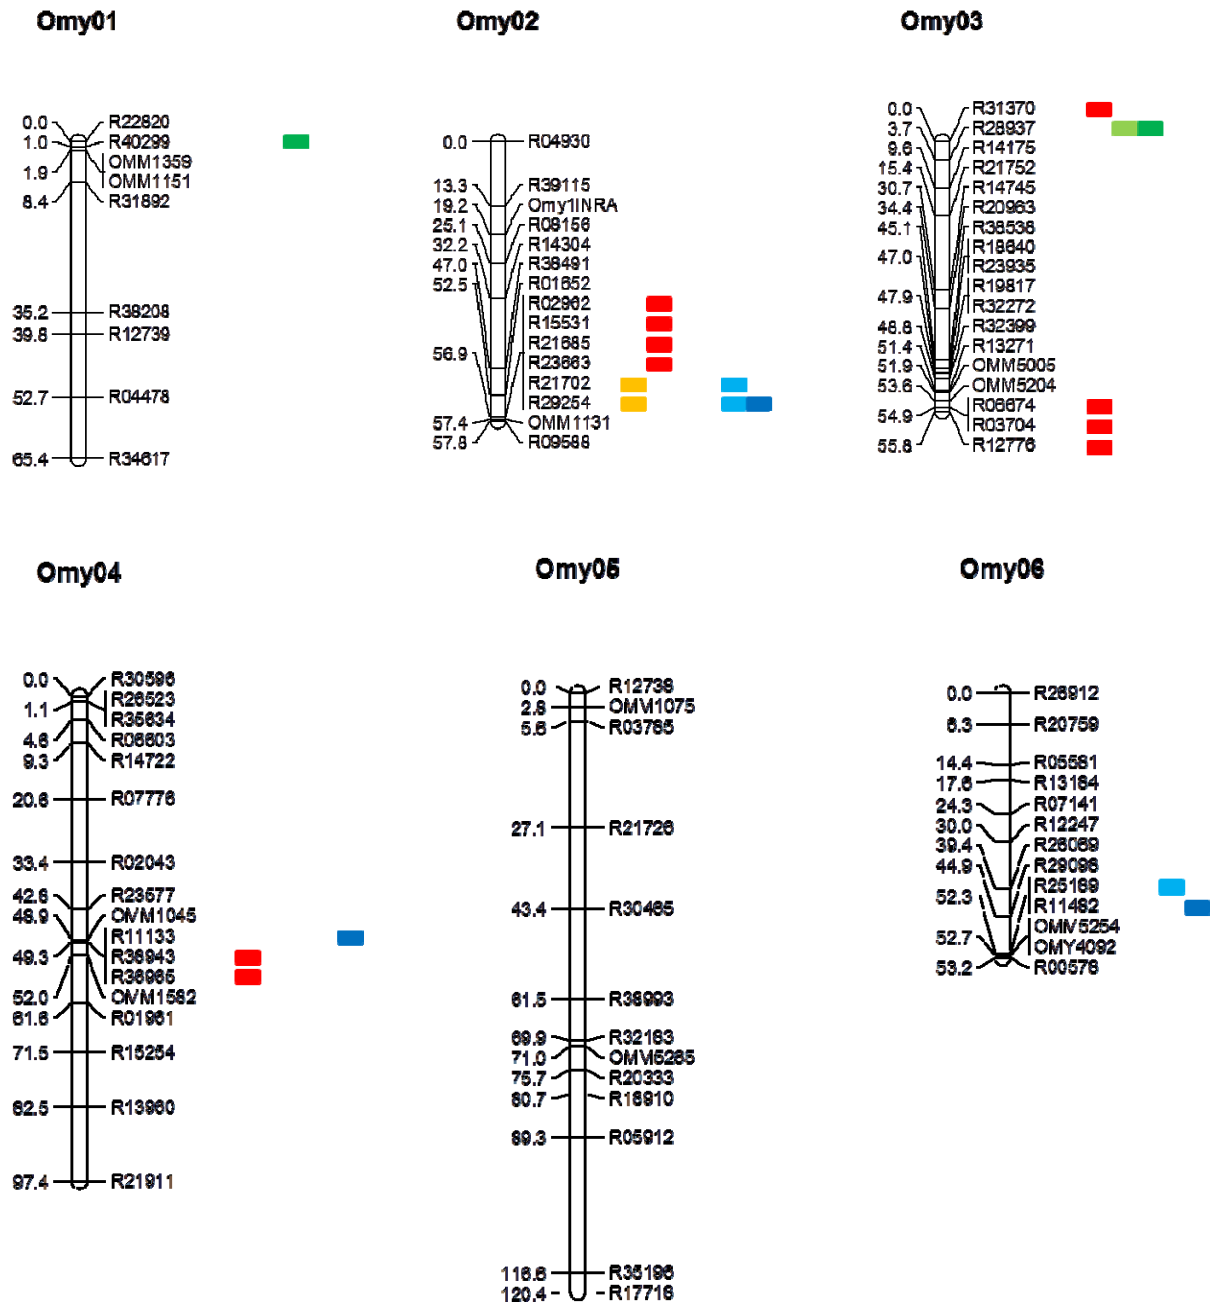 Omy01
0.0 R22820
1.0 R40299
1.9 OMM1359
OMM1151
8.4 R31892
35.2 R38208
39.8 R12739
52.7 R04478
65.4 R34617
Omy02
0.0 R04930
13.3 R39115
19.2 Omy1INRA
25.1 R08156
32.2 R14304
47.0 R38491
52.5 R01652
R02962
R15531
R21685
56.9 R23663
R21702
R29254
57.4 OMM1131
57.8 R09588
Omy03
0.0 R31370
3.7 R28937
9.6 R14175
15.4 R21752
30.7 R14745
34.4 R20963
45.1 R38538
47.0 R18640
R23935
47.9 R19817
R32272
48.8 R32399
51.4 R13271
51.9 OMM5005
53.6 OMM5204
54.9 R06674
R03704
55.8 R12776
Omy04
0.0 R30596
1.1 R26523
R35634
4.6 R06603
9.3 R14722
20.6 R07776
33.4 R02043
42.6 R23577
48.9 OMM1045
R11133
49.3 R38943
R36965
52.0 OMM1582
61.6 R01961
71.5 R15254
82.5 R13960
97.4 R21911
Omy05
0.0 R12738
2.8 OMM1075
5.6 R03785
27.1 R21726
43.4 R30465
61.5 R38993
69.9 R32183
71.0 OMM5265
75.7 R20333
80.7 R18910
89.3 R05912
116.6 R35196
120.4 R17716
Omy06
0.0 R26912
6.3 R20759
14.4 R05581
17.6 R13184
24.3 R07141
30.0 R12247
39.4 R26069
44.9 R29098
52.3 R25189
R11482
52.7 OMM5254
OMY4092
53.2 R00576